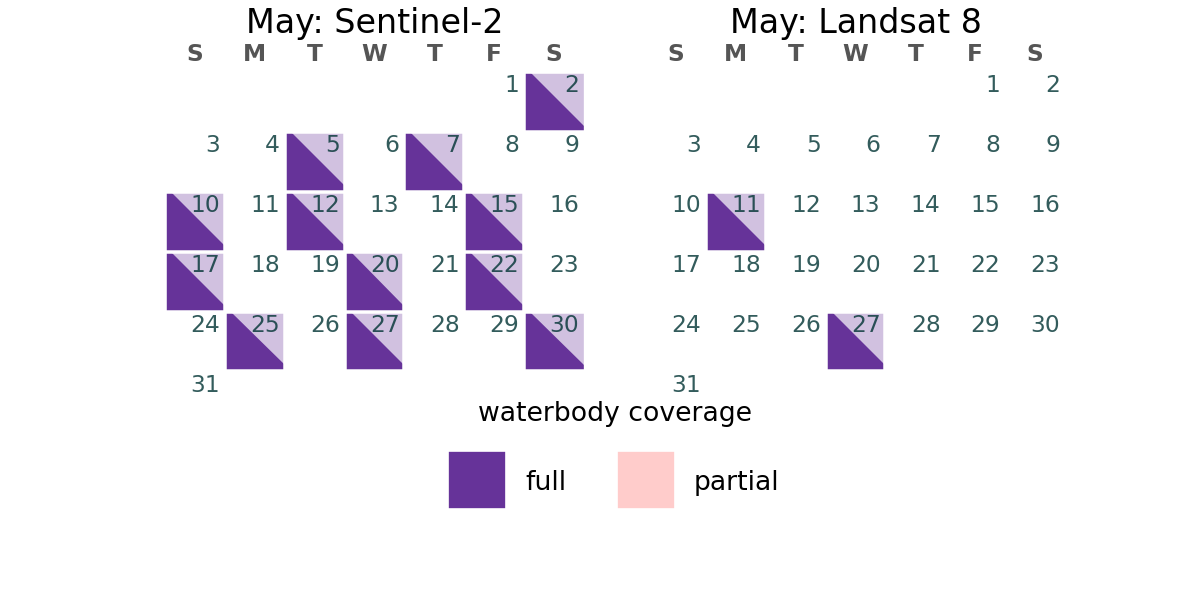 May: Sentinel-2
S M T W T F S
1 2
3 4 5 6 7 8 9
10 11 12 13 14 15 16
17 18 19 20 21 22 23
24 25 26 27 28 29 30
31
May: Landsat 8
S M T W T F S
1 2
3 4 5 6 7 8 9
10 11 12 13 14 15 16
17 18 19 20 21 22 23
24 25 26 27 28 29 30
31
waterbody coverage
full
partial